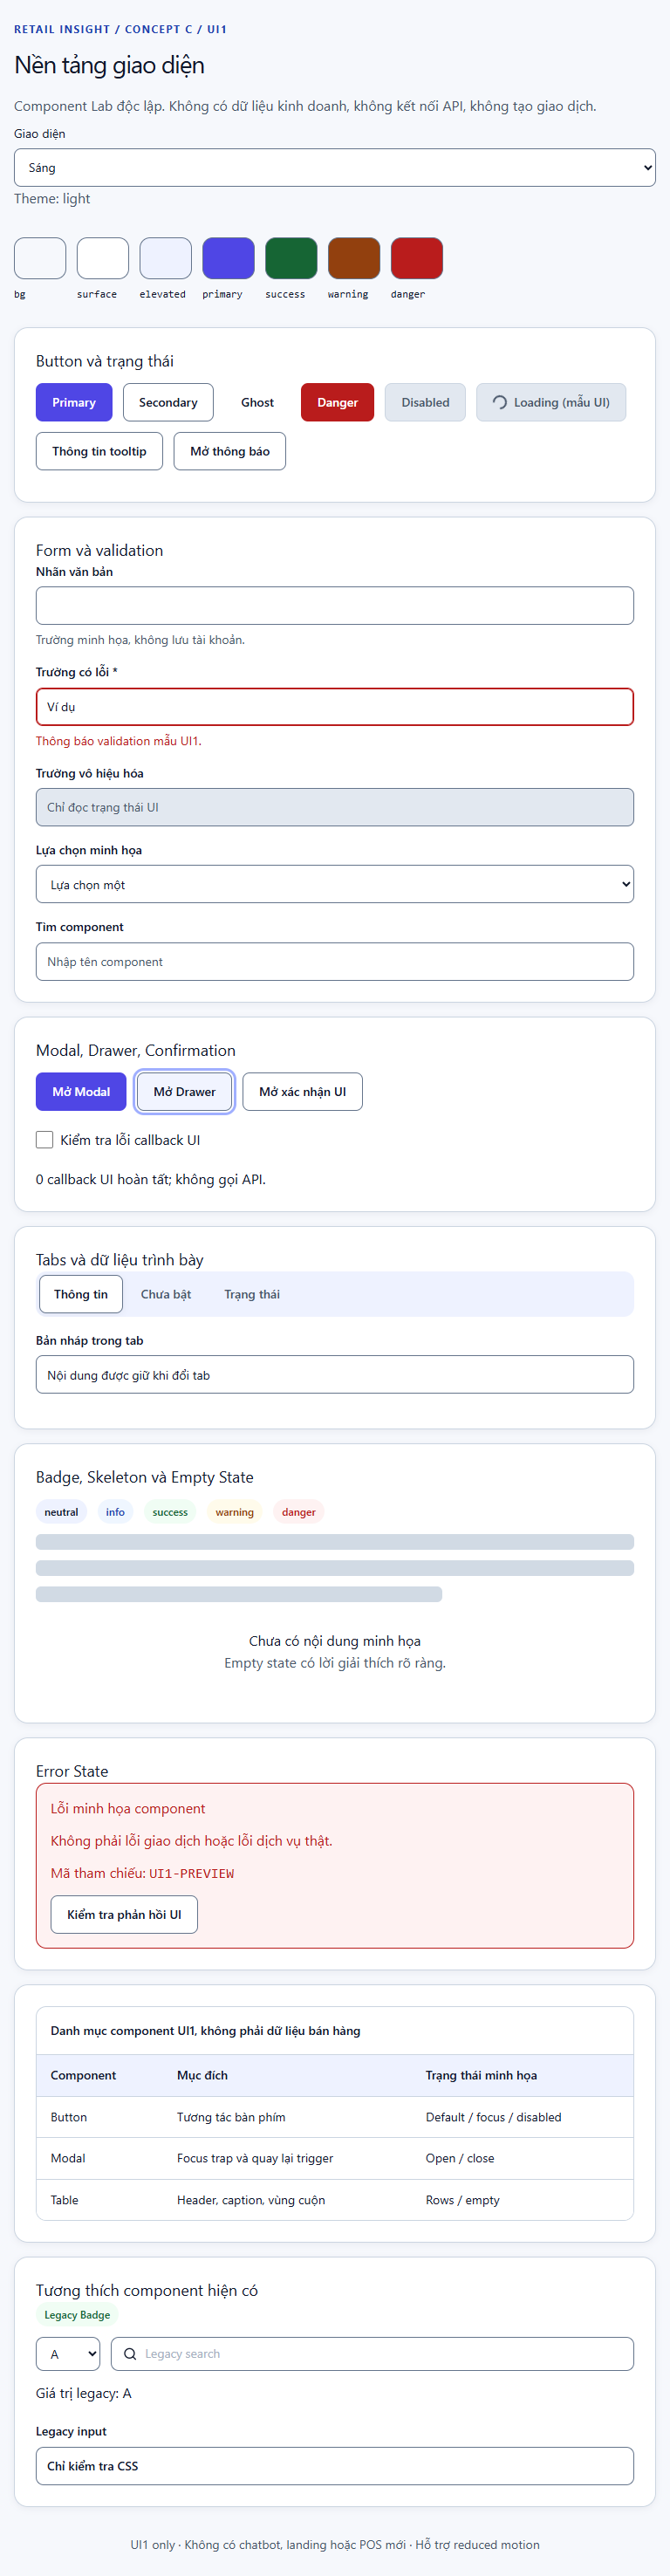 RETAIL INSIGHT / CONCEPT C / UI1
Nền tảng giao diện
Component Lab độc lập. Không có dữ liệu kinh doanh, không kết nối API, không tạo giao dịch.
Giao diện
Sáng
Theme: light
bg surface elevated primary success warning danger
Button và trạng thái
Primary Secondary Ghost Danger Disabled Loading (mẫu UI)
Thông tin tooltip Mở thông báo
Form và validation
Nhãn văn bản
Trường minh họa, không lưu tài khoản.
Trường có lỗi *
Ví dụ
Thông báo validation mẫu UI1.
Trường vô hiệu hóa
Chỉ đọc trạng thái UI
Lựa chọn minh họa
Lựa chọn một
Tìm component
Nhập tên component
Modal, Drawer, Confirmation
Mở Modal Mở Drawer Mở xác nhận UI
Kiểm tra lỗi callback UI
0 callback UI hoàn tất; không gọi API.
Tabs và dữ liệu trình bày
Thông tin Chưa bật Trạng thái
Bản nháp trong tab
Nội dung được giữ khi đổi tab
Badge, Skeleton và Empty State
neutral info success warning danger
Chưa có nội dung minh họa
Empty state có lời giải thích rõ ràng.
Error State
Lỗi minh họa component
Không phải lỗi giao dịch hoặc lỗi dịch vụ thật.
Mã tham chiếu: UI1-PREVIEW
Kiểm tra phản hồi UI
Danh mục component UI1, không phải dữ liệu bán hàng
Component Mục đích Trạng thái minh họa
Button Tương tác bàn phím Default / focus / disabled
Modal Focus trap và quay lại trigger Open / close
Table Header, caption, vùng cuộn Rows / empty
Tương thích component hiện có
Legacy Badge
A Legacy search
Giá trị legacy: A
Legacy input
Chỉ kiểm tra CSS
UI1 only · Không có chatbot, landing hoặc POS mới · Hỗ trợ reduced motion